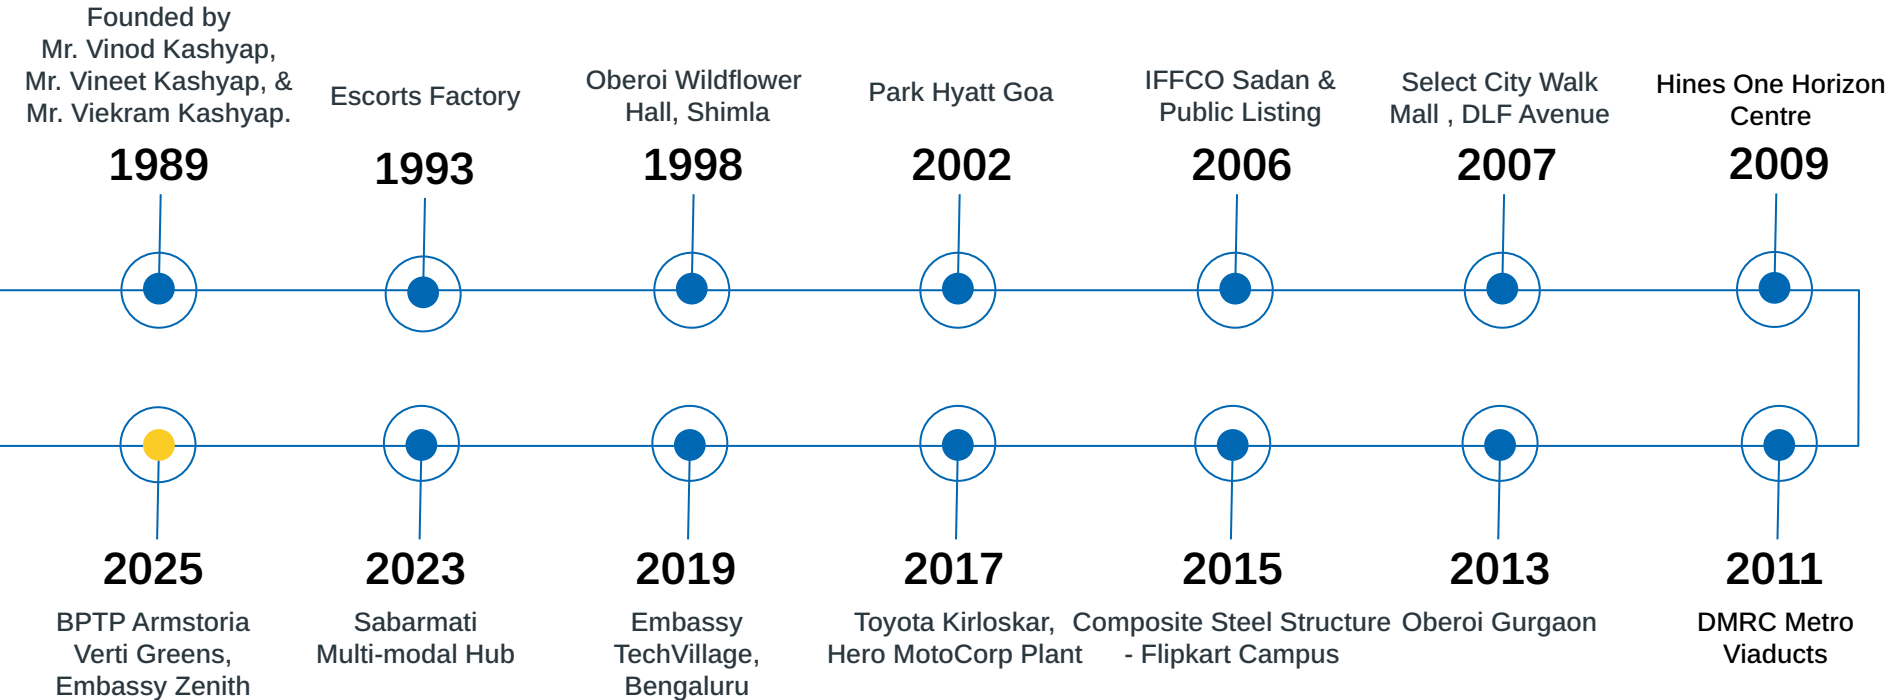 Founded by
Mr. Vinod Kashyap,
Mr. Vineet Kashyap, &
Mr. Viekram Kashyap.
1989
Escorts Factory
1993
Oberoi Wildflower
Hall, Shimla
1998
Park Hyatt Goa
2002
IFFCO Sadan &
Public Listing
2006
Select City Walk
Mall , DLF Avenue
2007
Hines One Horizon
Centre
2009
2025
BPTP Armstoria
Verti Greens,
Embassy Zenith
2023
Sabarmati
Multi-modal Hub
2019
Embassy
TechVillage,
Bengaluru
2017
Toyota Kirloskar,
Hero MotoCorp Plant
2015
Composite Steel Structure
- Flipkart Campus
2013
Oberoi Gurgaon
2011
DMRC Metro
Viaducts